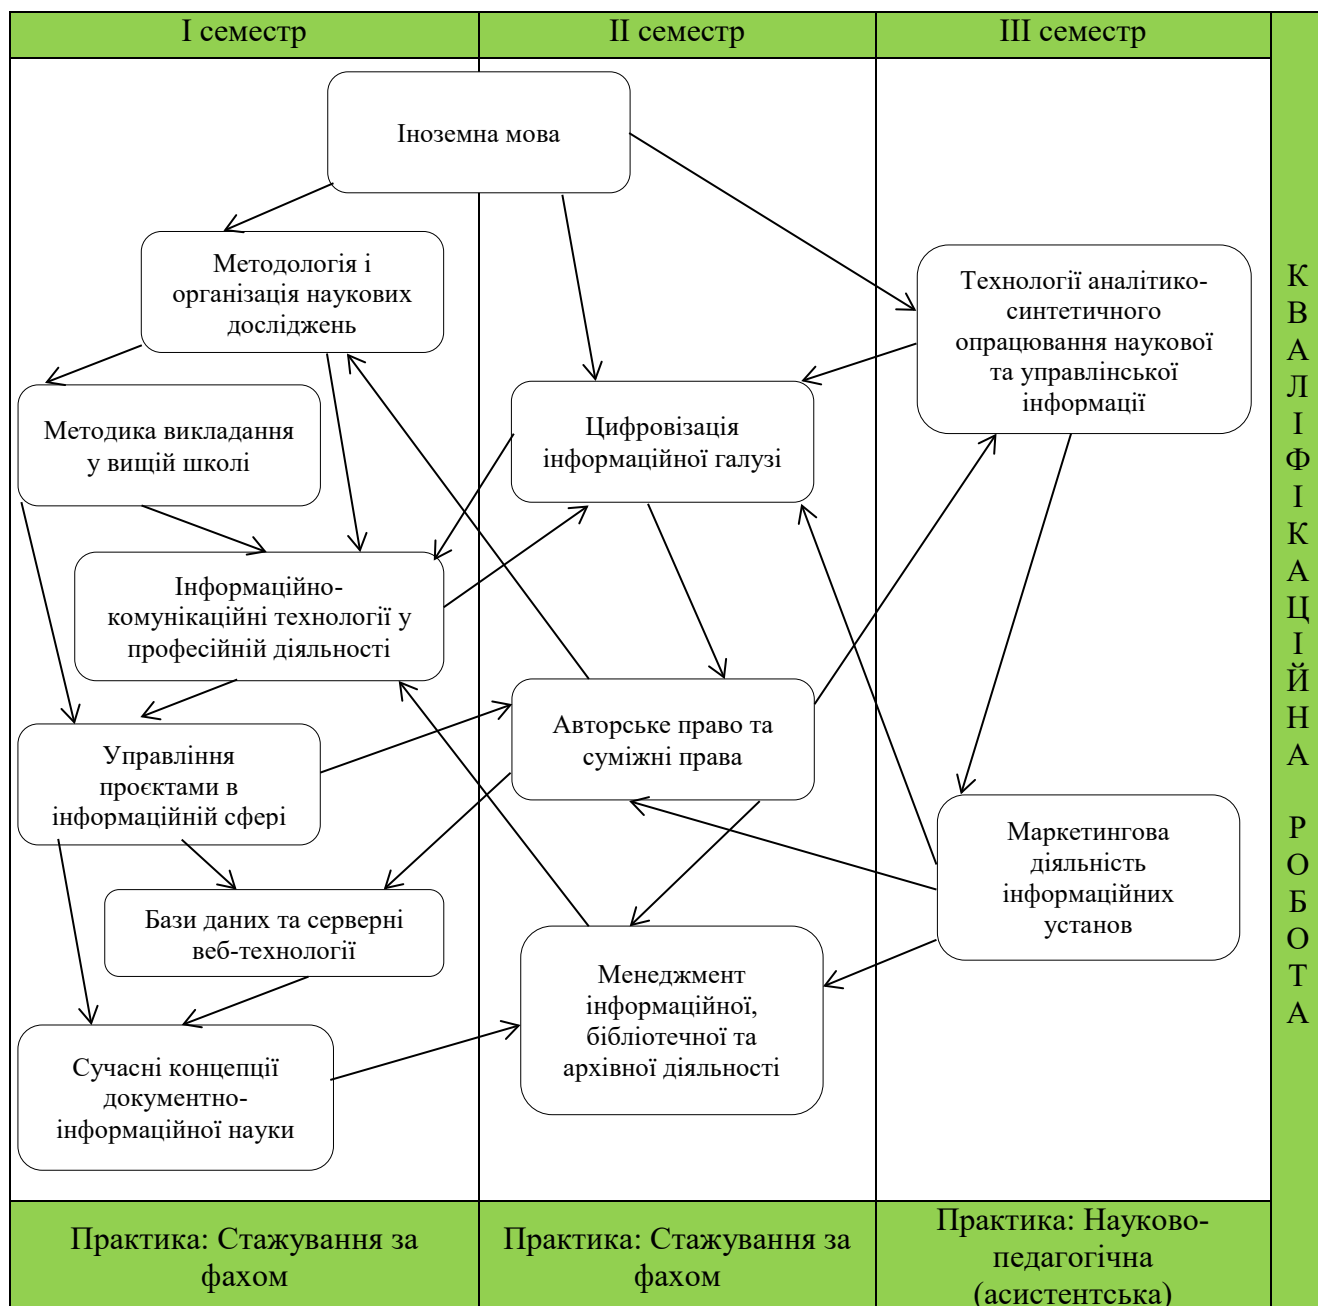 І семестр
ІІ семестр
ІІІ семестр
Іноземна мова
Методологія і
організація наукових
досліджень
Методика викладання
у вищій школі
Інформаційно-
комунікаційні технології у
професійній діяльності
Управління
проєктами в
інформаційній сфері
Бази даних та серверні
веб-технології
Сучасні концепції
документно-
інформаційної науки
Цифровізація
інформаційної галузі
Авторське право та
суміжні права
Менеджмент
інформаційної,
бібліотечної та
архівної діяльності
Технології аналітико-
синтетичного
опрацювання наукової
та управлінської
інформації
Маркетингова
діяльність
інформаційних
установ
К
В
А
Л
І
Ф
І
К
А
Ц
І
Й
Н
А
Р
О
Б
О
Т
А
Практика: Стажування за
фахом
Практика: Стажування за
фахом
Практика: Науково-
педагогічна
(асистентська)